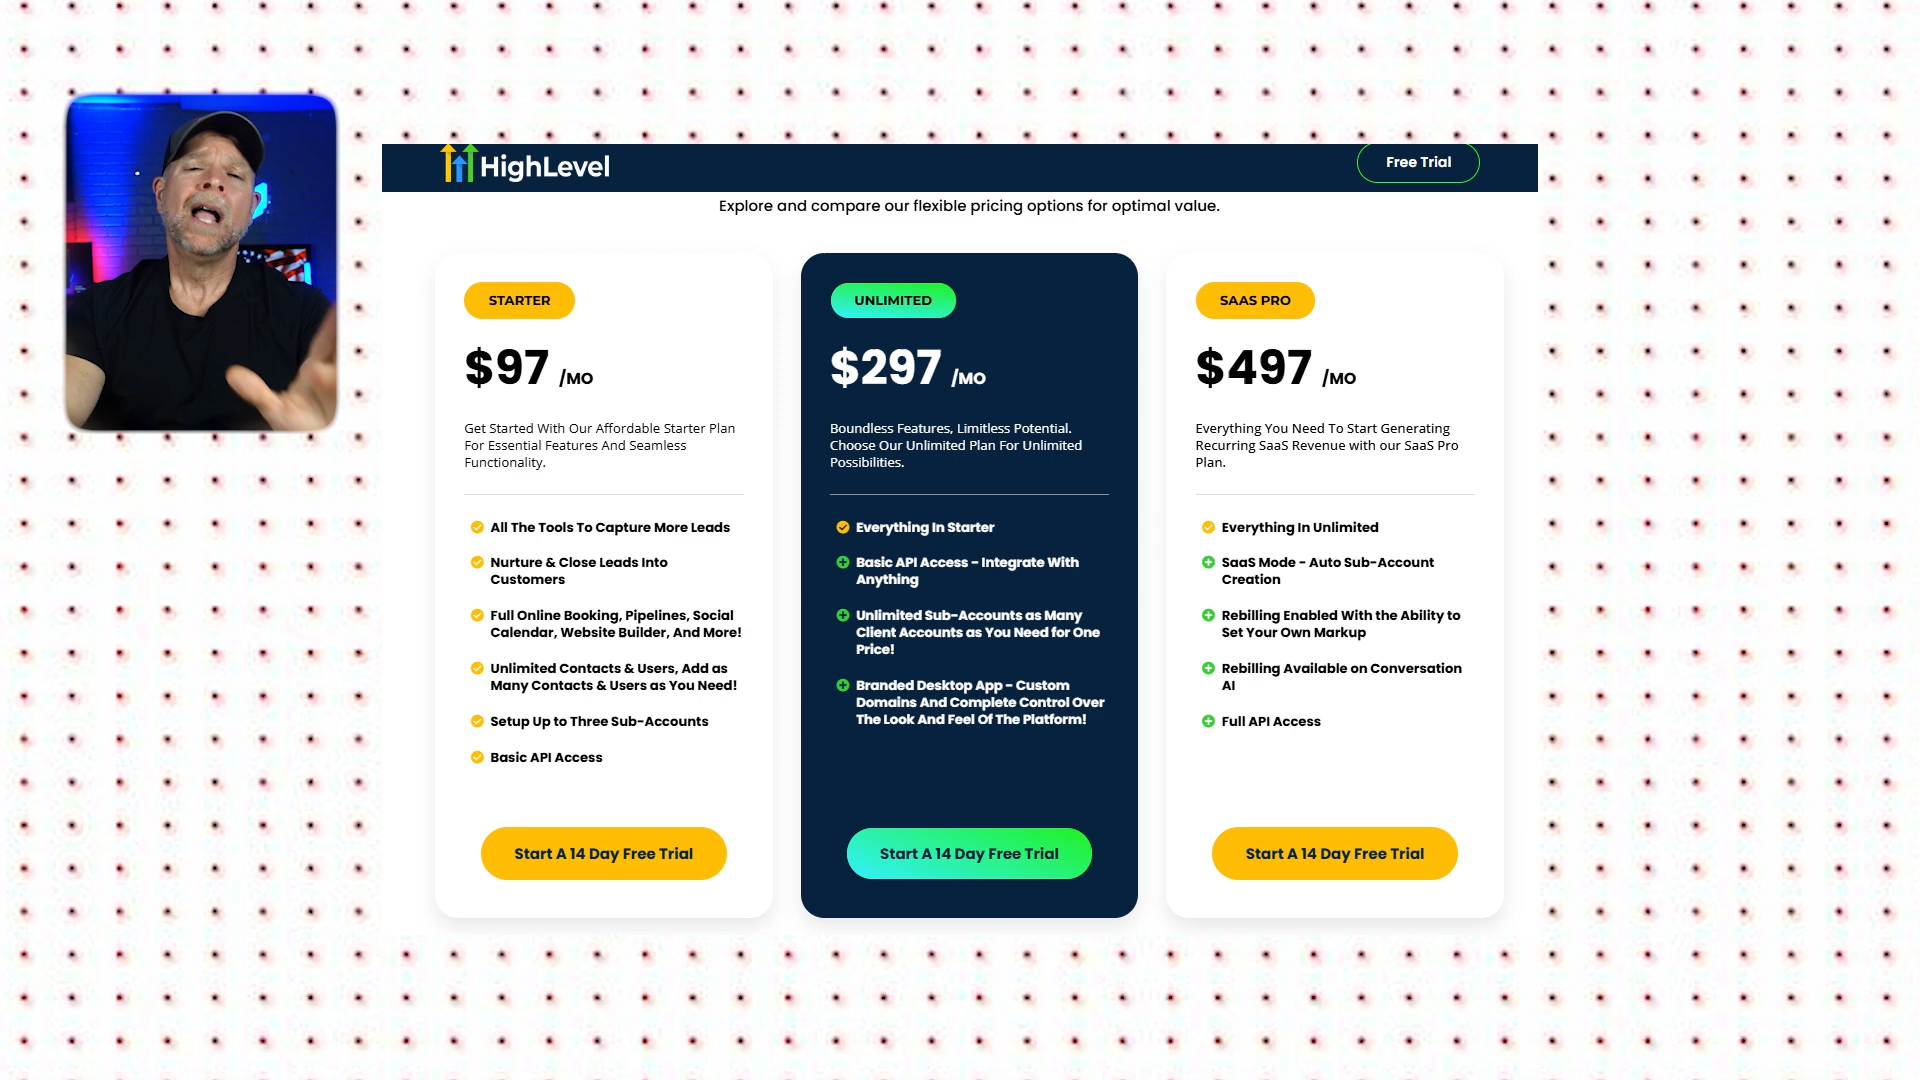 HighLevel
Free Trial
Explore and compare our flexible pricing options for optimal value.
STARTER
$97 /MO
Get Started With Our Affordable Starter Plan
For Essential Features And Seamless
Functionality.
All The Tools To Capture More Leads
Nurture & Close Leads Into
Customers
Full Online Booking, Pipelines, Social
Calendar, Website Builder, And More!
Unlimited Contacts & Users, Add as
Many Contacts & Users as You Need!
Setup Up to Three Sub-Accounts
Basic API Access
Start A 14 Day Free Trial
UNLIMITED
$297 /MO
Boundless Features, Limitless Potential.
Choose Our Unlimited Plan For Unlimited
Possibilities.
Everything In Starter
Basic API Access - Integrate With
Anything
Unlimited Sub-Accounts as Many
Client Accounts as You Need for One
Price!
Branded Desktop App - Custom
Domains And Complete Control Over
The Look And Feel Of The Platform!
Start A 14 Day Free Trial
SAAS PRO
$497 /MO
Everything You Need To Start Generating
Recurring SaaS Revenue with our SaaS Pro
Plan.
Everything In Unlimited
SaaS Mode - Auto Sub-Account
Creation
Rebilling Enabled With the Ability to
Set Your Own Markup
Rebilling Available on Conversation
AI
Full API Access
Start A 14 Day Free Trial